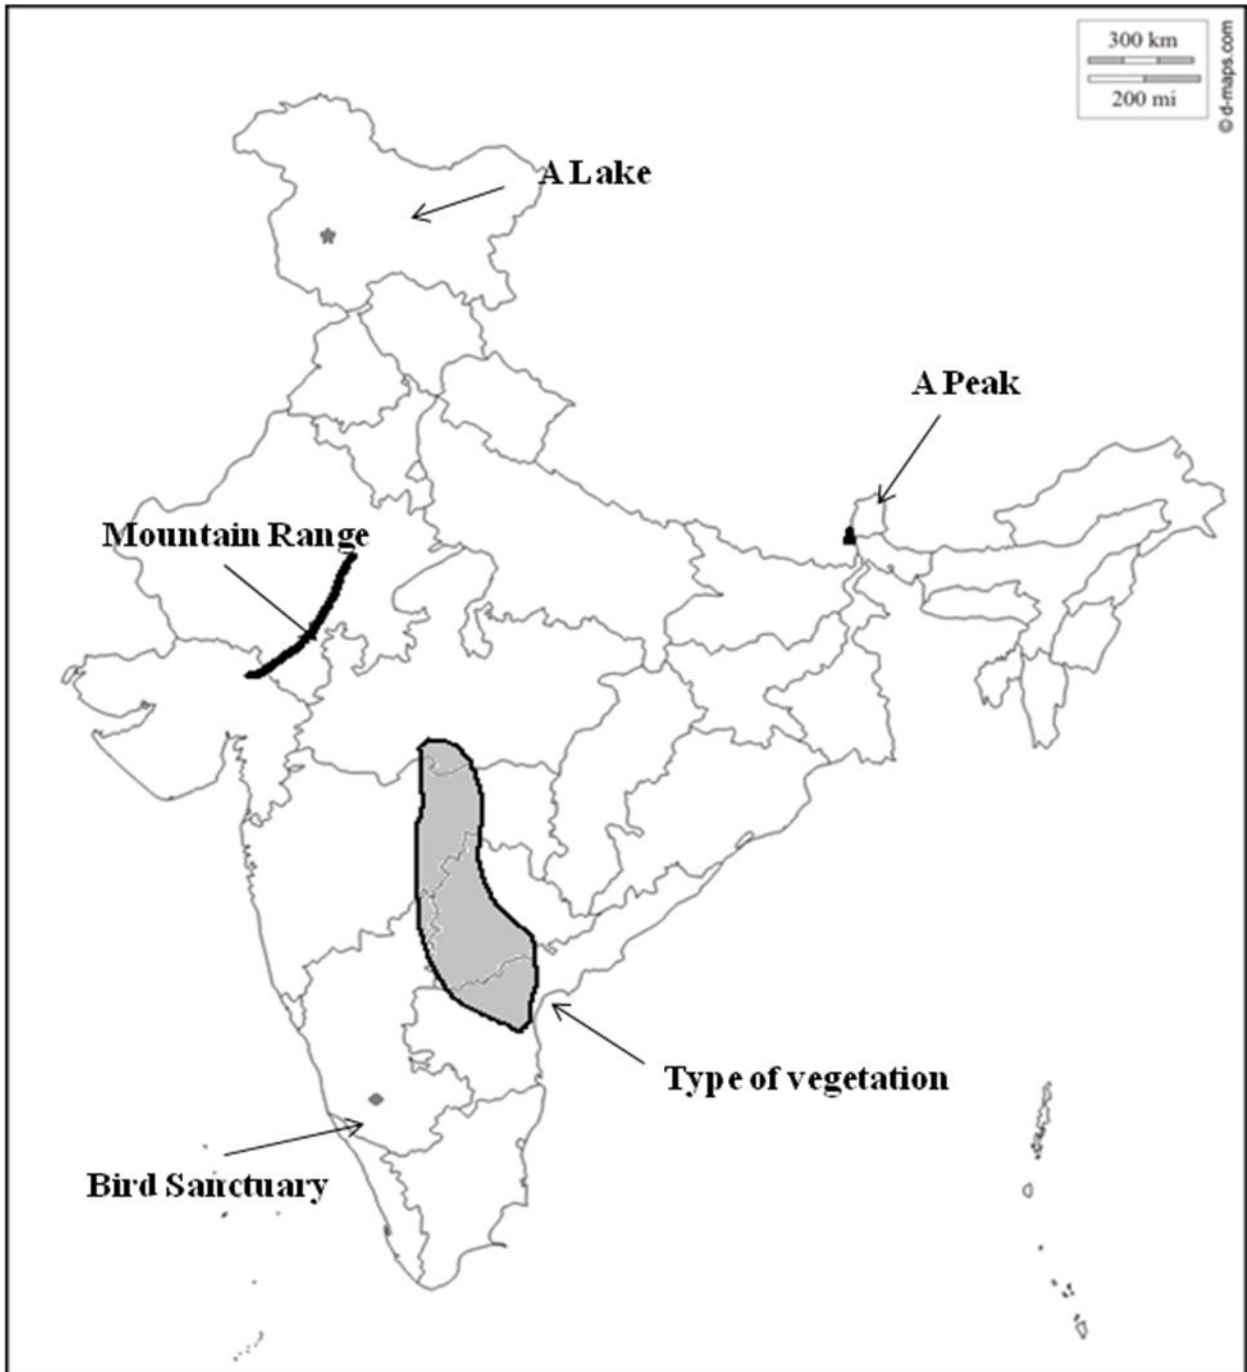 300 km
200 mi
© d-maps.com
A Lake
A Peak
Mountain Range
Type of vegetation
Bird Sanctuary